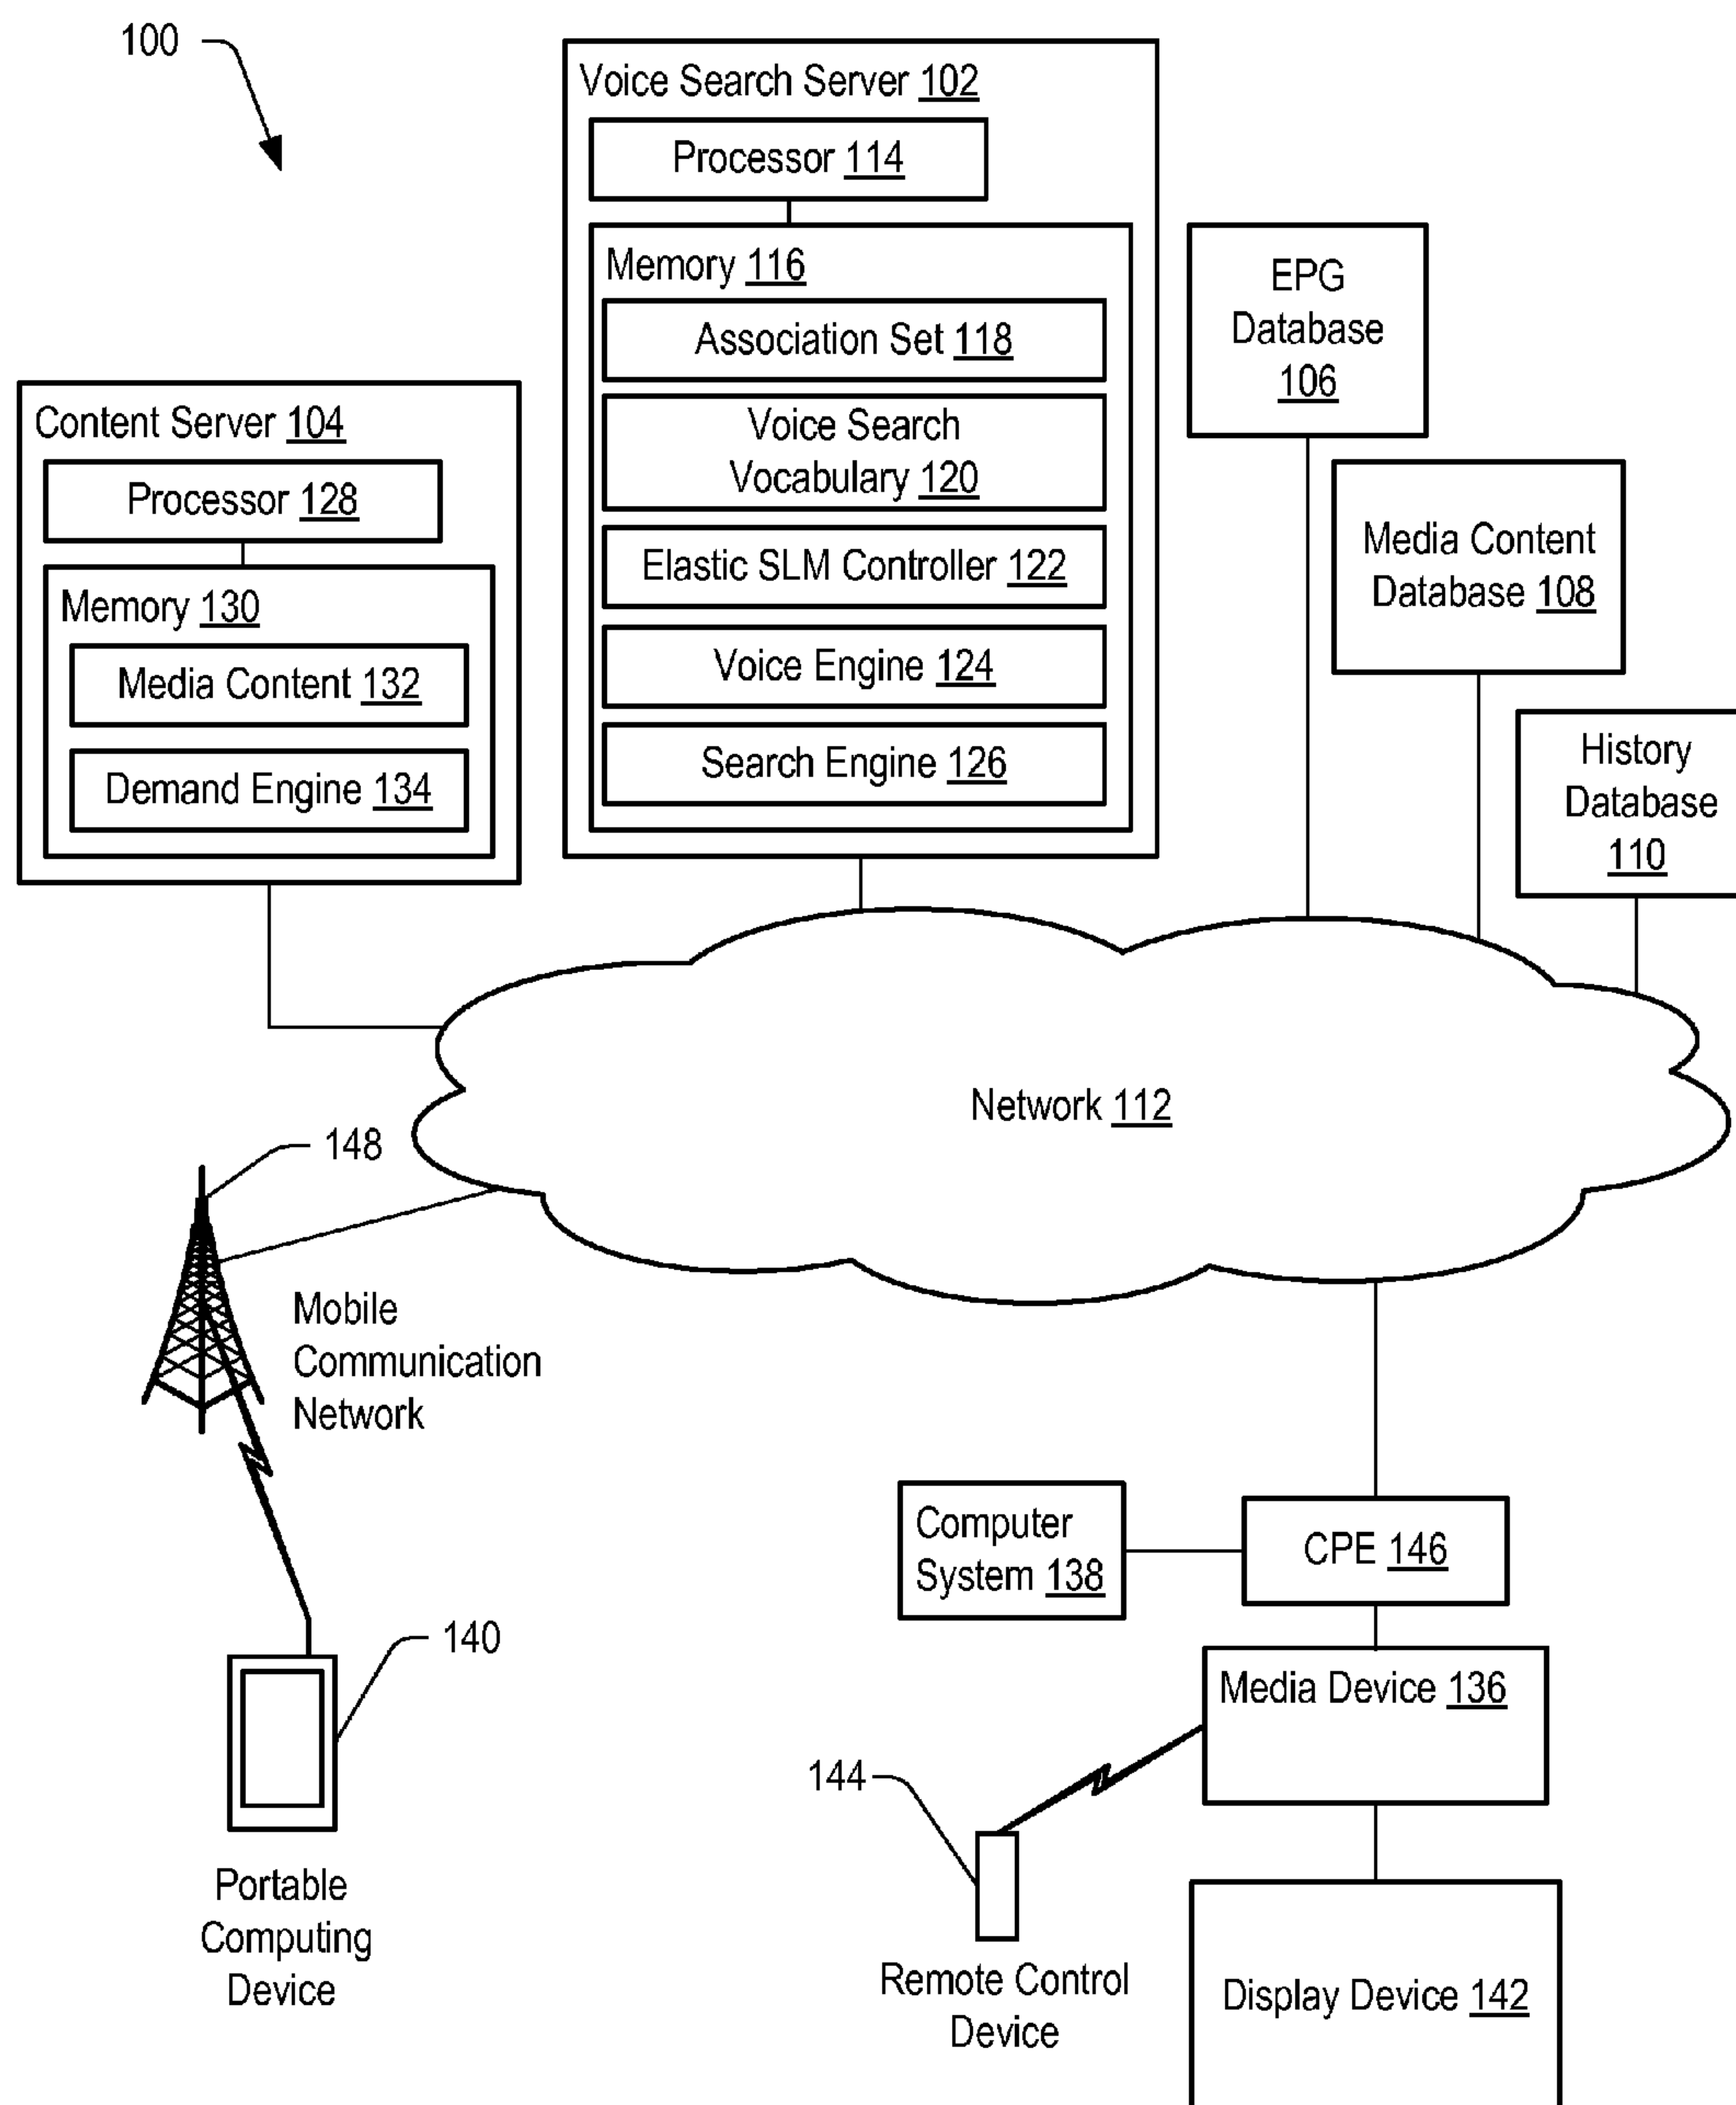 100
Voice Search Server 102
Processor 114
Memory 116
Association Set 118
Voice Search
Vocabulary 120
Elastic SLM Controller 122
Voice Engine 124
Search Engine 126
Content Server 104
Processor 128
Memory 130
Media Content 132
Demand Engine 134
EPG
Database
106
Media Content
Database 108
History
Database
110
Network 112
148
Mobile
Communication
Network
140
Portable
Computing
Device
Computer
System 138
CPE 146
Media Device 136
144
Remote Control
Device
Display Device 142